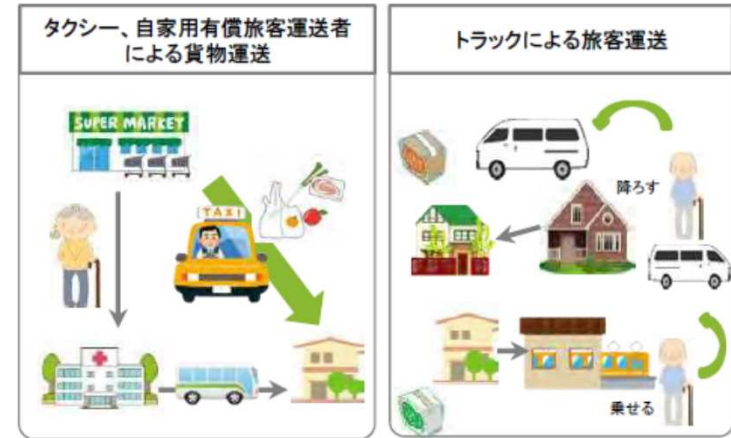 タクシー、自家用有償旅客運送者
による貨物運送
トラックによる旅客運送
SUPER MARKET
TAXI
降ろす
乗せる